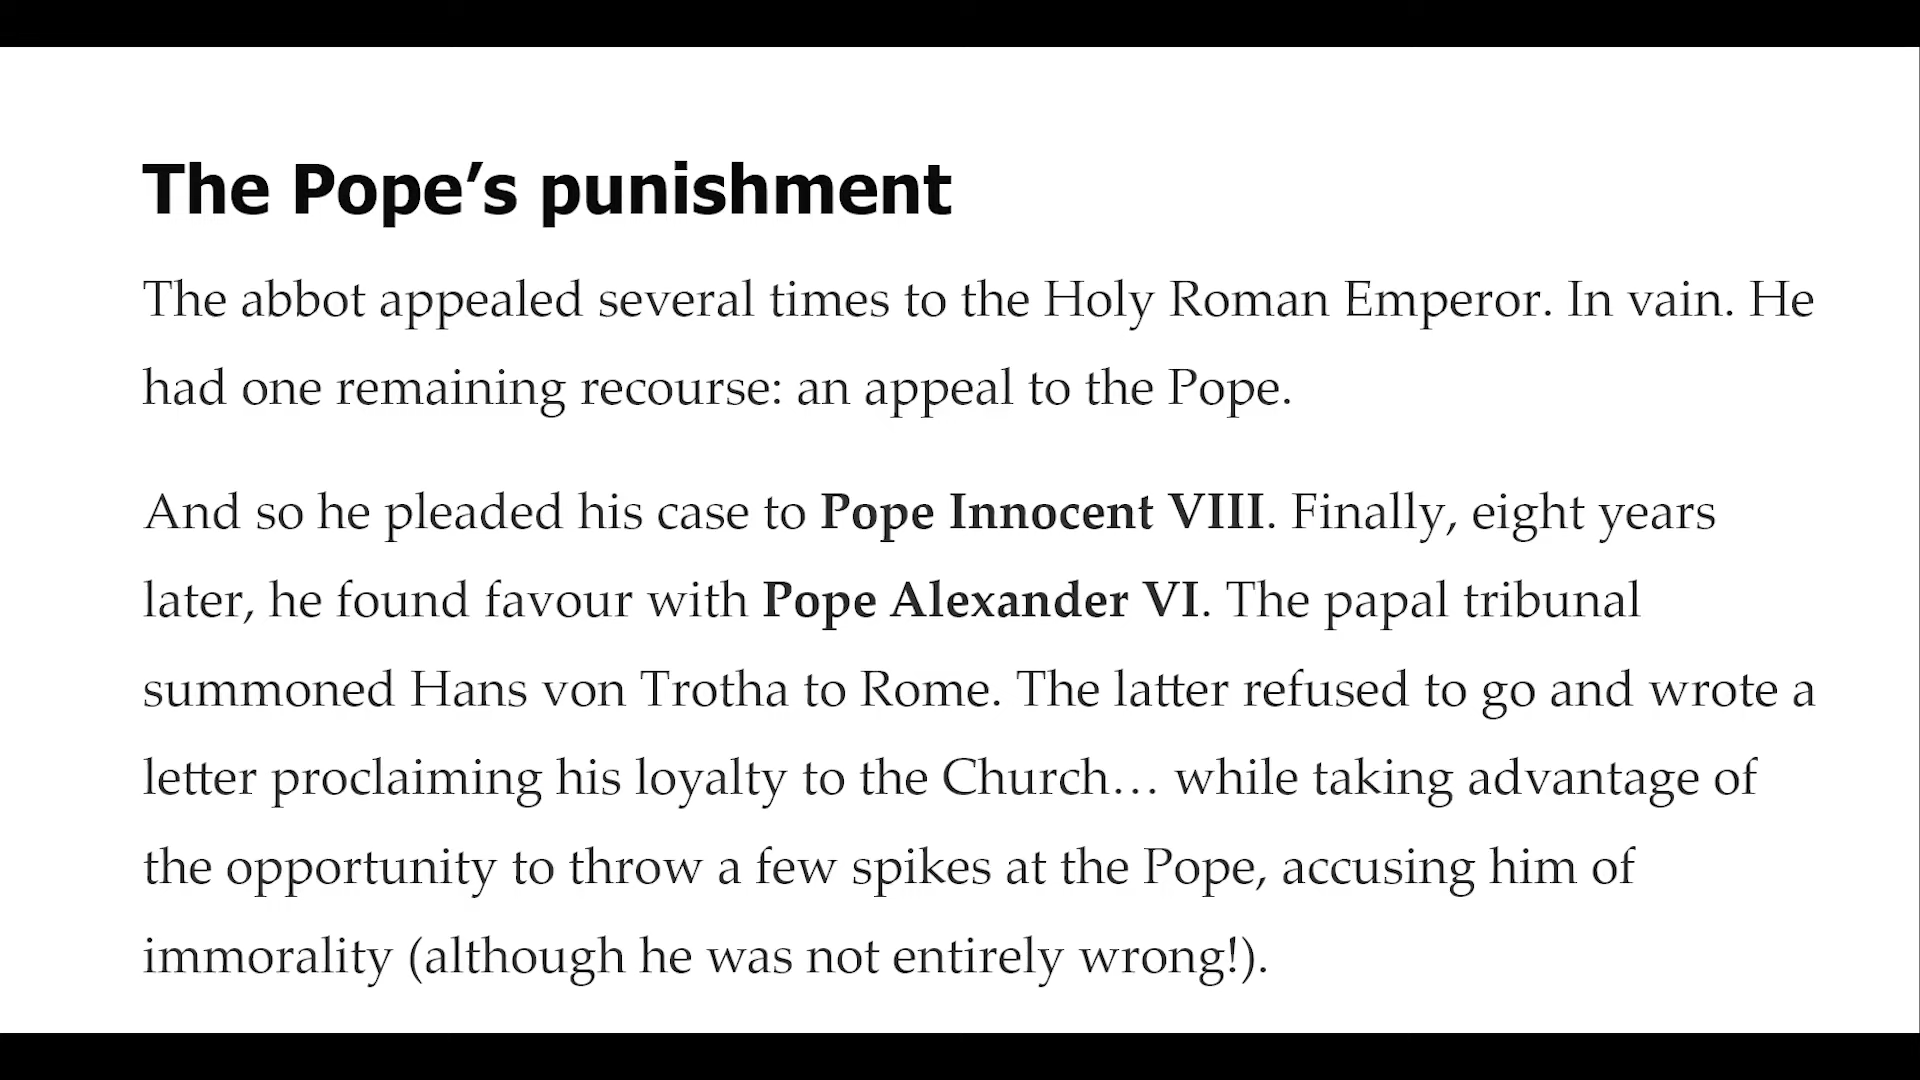 The Pope’s punishment
The abbot appealed several times to the Holy Roman Emperor. In vain. He
had one remaining recourse: an appeal to the Pope.
And so he pleaded his case to Pope Innocent VIII. Finally, eight years
later, he found favour with Pope Alexander VI. The papal tribunal
summoned Hans von Trotha to Rome. The latter refused to go and wrote a
letter proclaiming his loyalty to the Church… while taking advantage of
the opportunity to throw a few spikes at the Pope, accusing him of
immorality (although he was not entirely wrong!).